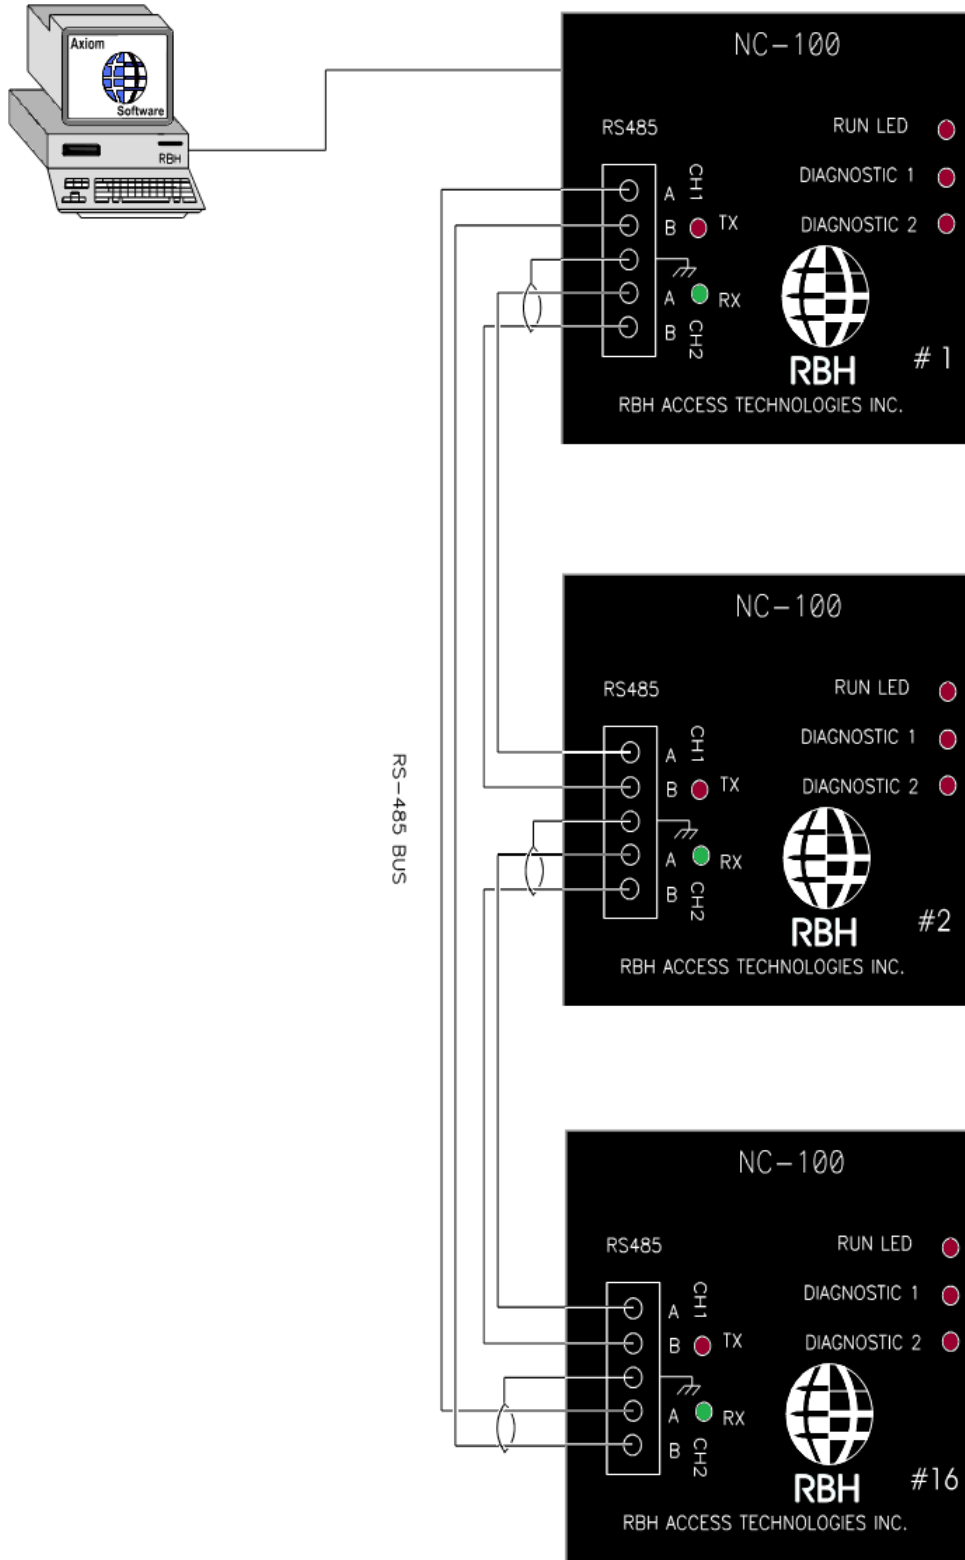 Axiom
Software
RBH
NC-100
RS485
RUN LED
CH1
A
DIAGNOSTIC 1
B
TX
DIAGNOSTIC 2
A
RX
B
CH2
RBH
# 1
RBH ACCESS TECHNOLOGIES INC.
NC-100
RS485
RUN LED
CH1
A
DIAGNOSTIC 1
B
TX
DIAGNOSTIC 2
RS-485 BUS
A
RX
B
CH2
RBH
#2
RBH ACCESS TECHNOLOGIES INC.
NC-100
RS485
RUN LED
CH1
A
DIAGNOSTIC 1
B
TX
DIAGNOSTIC 2
A
RX
B
CH2
RBH
#16
RBH ACCESS TECHNOLOGIES INC.